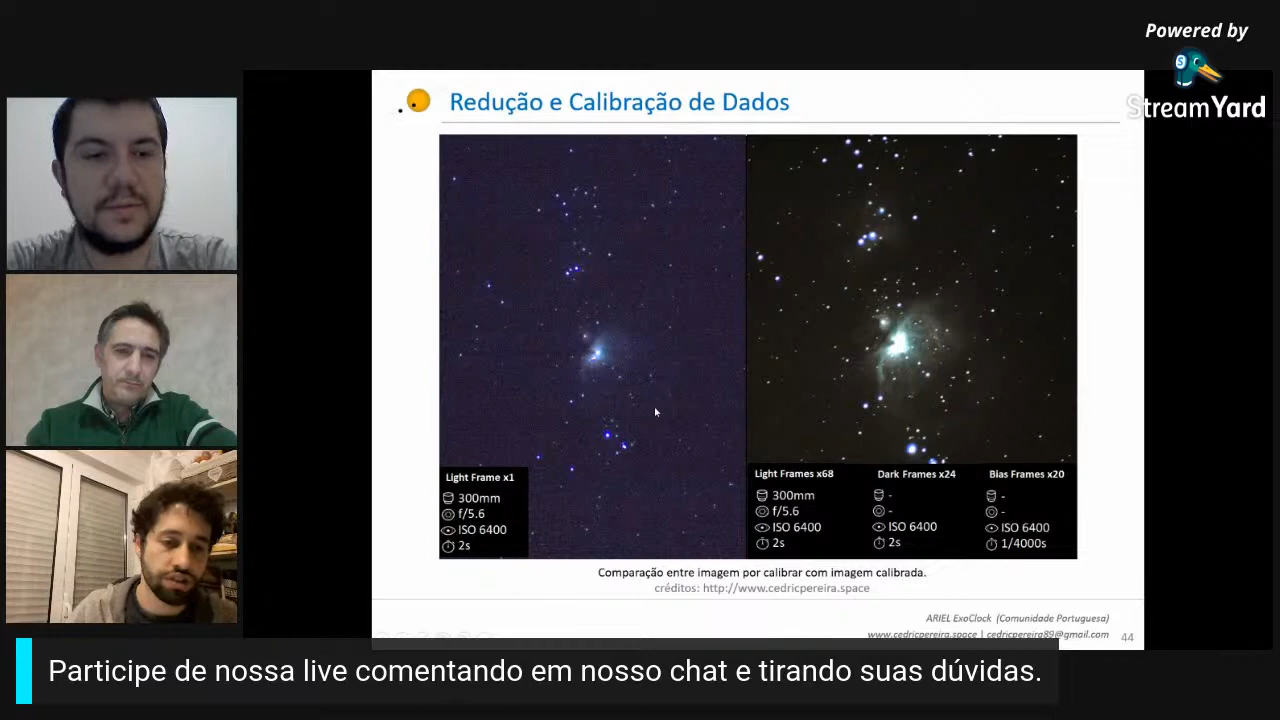 Powered by
StreamYard
Redução e Calibração de Dados
Light Frame x1
300mm
f/5.6
ISO 6400
2s
Light Frames x68
300mm
f/5.6
ISO 6400
2s
Dark Frames x24
-
-
ISO 6400
2s
Bias Frames x20
-
-
ISO 6400
1/4000s
Comparação entre imagem por calibrar com imagem calibrada.
créditos: http://www.cedricpereira.space
ARIEL ExoClock (Comunidade Portuguesa)
www.cedricpereira.space | cedricpereira89@gmail.com
44
Participe de nossa live comentando em nosso chat e tirando suas dúvidas.